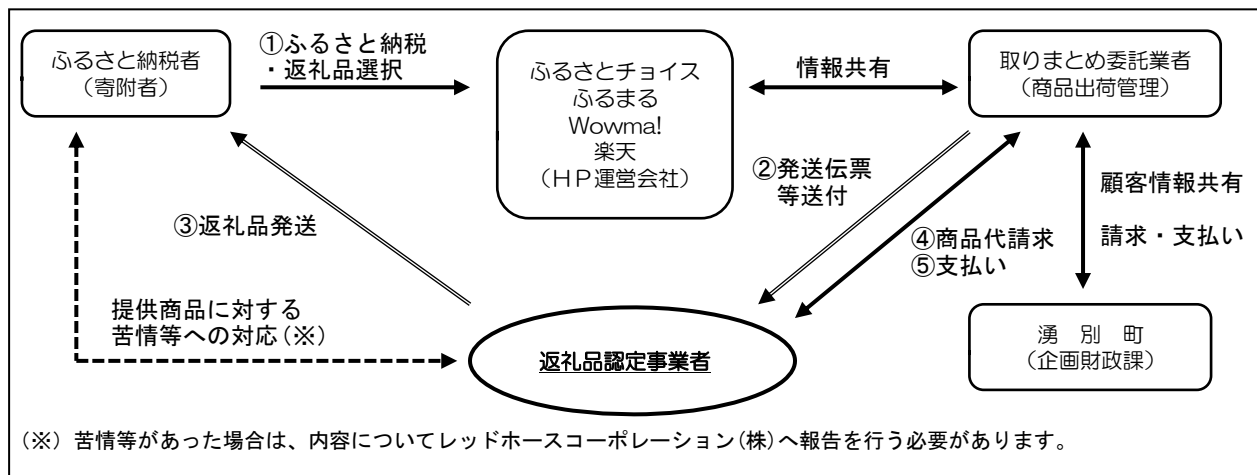 ふるさと納税者
（寄附者）
①ふるさと納税
・返礼品選択
ふるさとチョイス
ふるまる
Wowma!
楽天
（ＨＰ運営会社）
情報共有
取りまとめ委託業者
（商品出荷管理）
②発送伝票
等送付
顧客情報共有
請求・支払い
③返礼品発送
④商品代請求
⑤支払い
提供商品に対する
苦情等への対応(※)
返礼品認定事業者
湧　別　町
（企画財政課）
(※) 苦情等があった場合は、内容についてレッドホースコーポレーション(株)へ報告を行う必要があります。